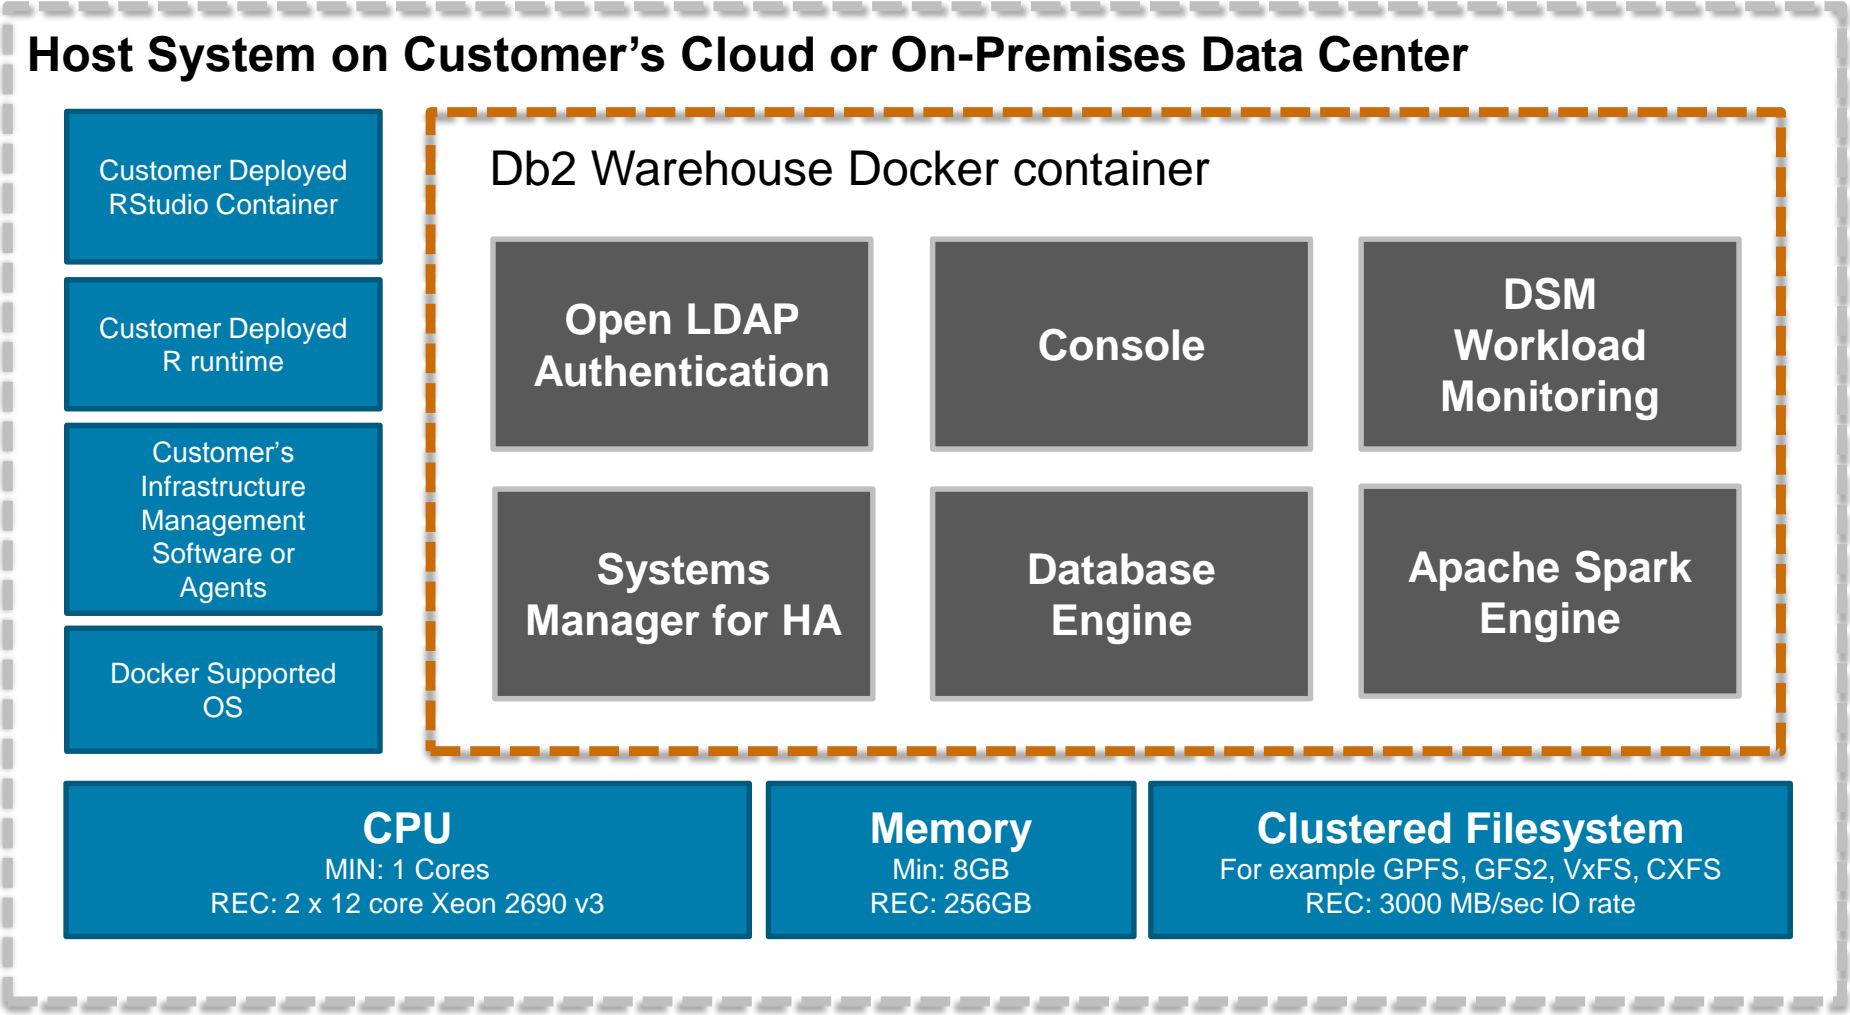 Host System on Customer’s Cloud or On-Premises Data Center
Customer Deployed
RStudio Container
Customer Deployed
R runtime
Customer’s
Infrastructure
Management
Software or
Agents
Docker Supported
OS
Db2 Warehouse Docker container
Open LDAP
Authentication
Console
DSM
Workload
Monitoring
Systems
Manager for HA
Database
Engine
Apache Spark
Engine
CPU
MIN: 1 Cores
REC: 2 x 12 core Xeon 2690 v3
Memory
Min: 8GB
REC: 256GB
Clustered Filesystem
For example GPFS, GFS2, VxFS, CXFS
REC: 3000 MB/sec IO rate